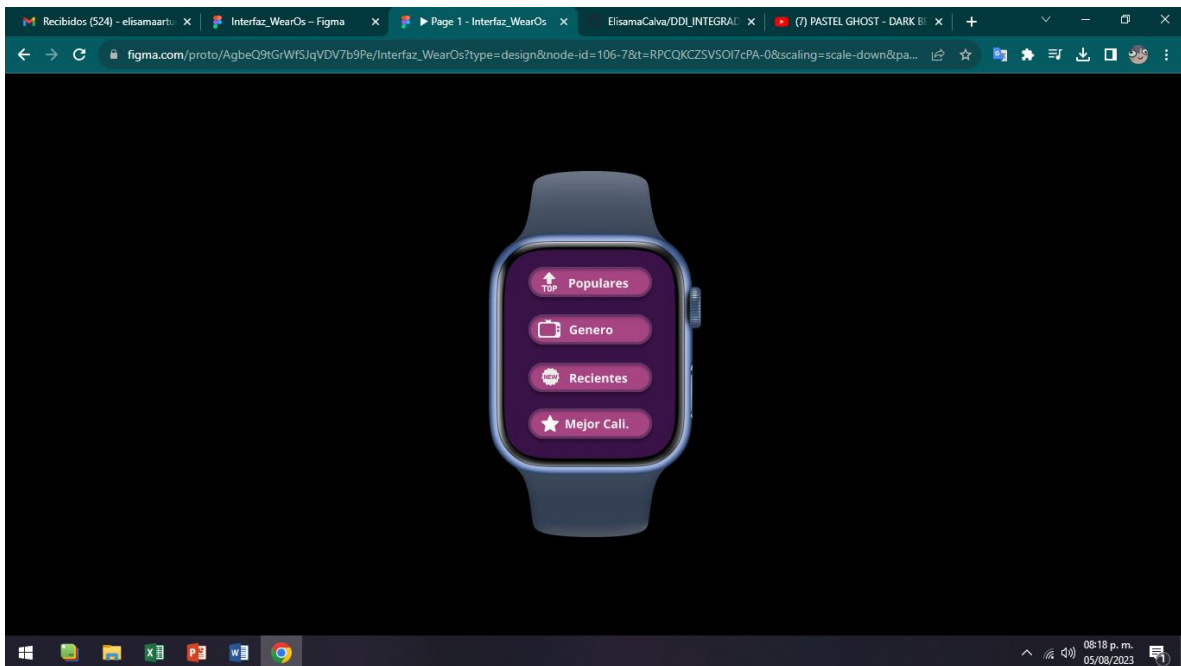 Recibidos (524) - elisamaartu
Interfaz_WearOs – Figma
Page 1 - Interfaz_WearOs
ElisamaCalva/DDI_INTEGRAD
(7) PASTEL GHOST - DARK BE
figma.com/proto/AgbeQ9tGrWfSJqVDV7b9Pe/Interfaz_WearOs?type=design&node-id=106-7&t=RPCQKCZSVSOI7cPA-0&scaling=scale-down&pa...
TOP Populares
Genero
NEW Recientes
Mejor Cali.
08:18 p. m.
05/08/2023
1